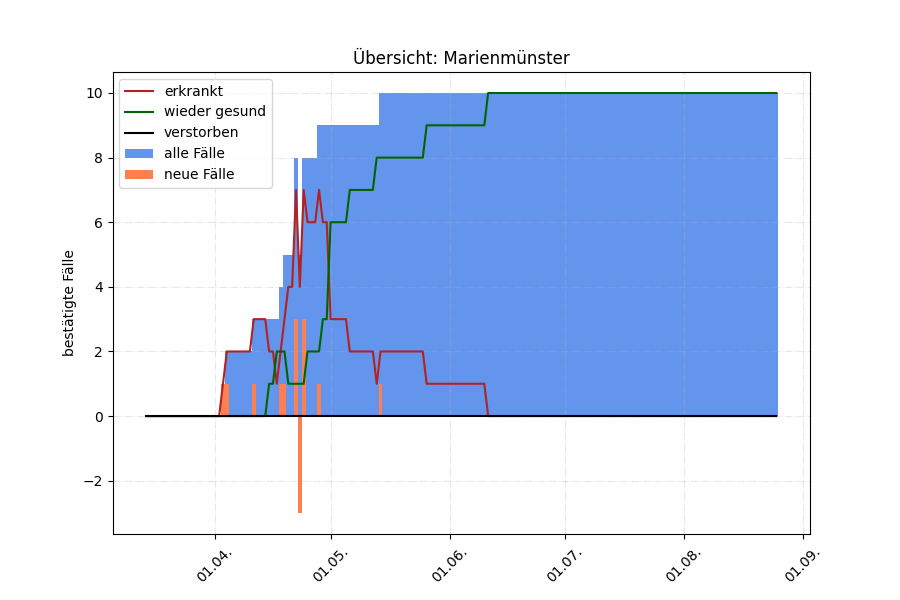 Übersicht: Marienmünster
erkrankt
wieder gesund
verstorben
alle Fälle
neue Fälle
bestätigte Fälle
10
8
6
4
2
0
−2
01.04.
01.05.
01.06.
01.07.
01.08.
01.09.